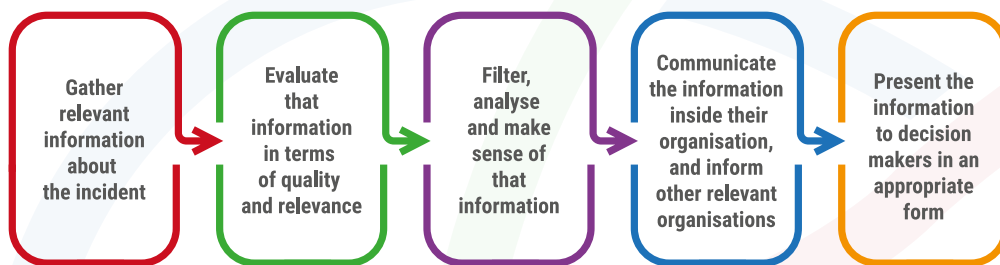 Gather
relevant
information
about
the incident
Evaluate
that
information
in terms
of quality
and relevance
Filter,
analyse
and make
sense of
that
information
Communicate
the information
inside their
organisation,
and inform
other relevant
organisations
Present the
information
to decision
makers in an
appropriate
form